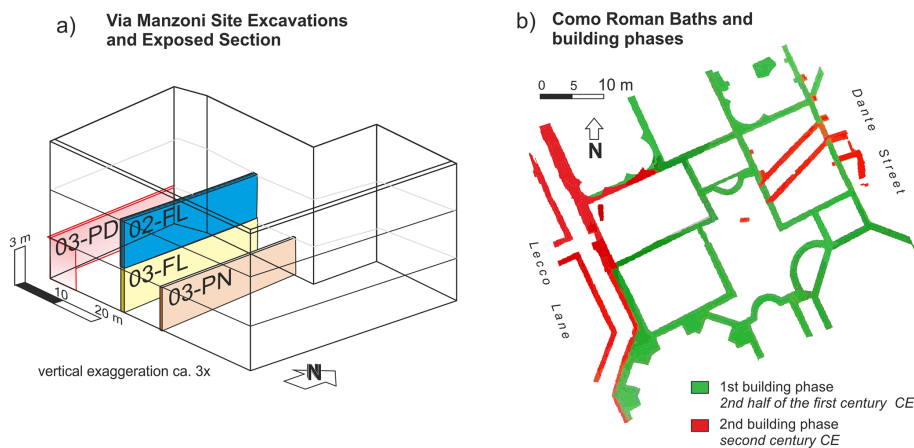 a)
Via Manzoni Site Excavations
and Exposed Section
03-PD
02-FL
03-FL
03-PN
3 m
10
20 m
vertical exaggeration ca. 3x
N
b)
Como Roman Baths and
building phases
0 5 10 m
N
Dante Street
Lecco Lane
1st building phase
2nd half of the first century CE
2nd building phase
second century CE